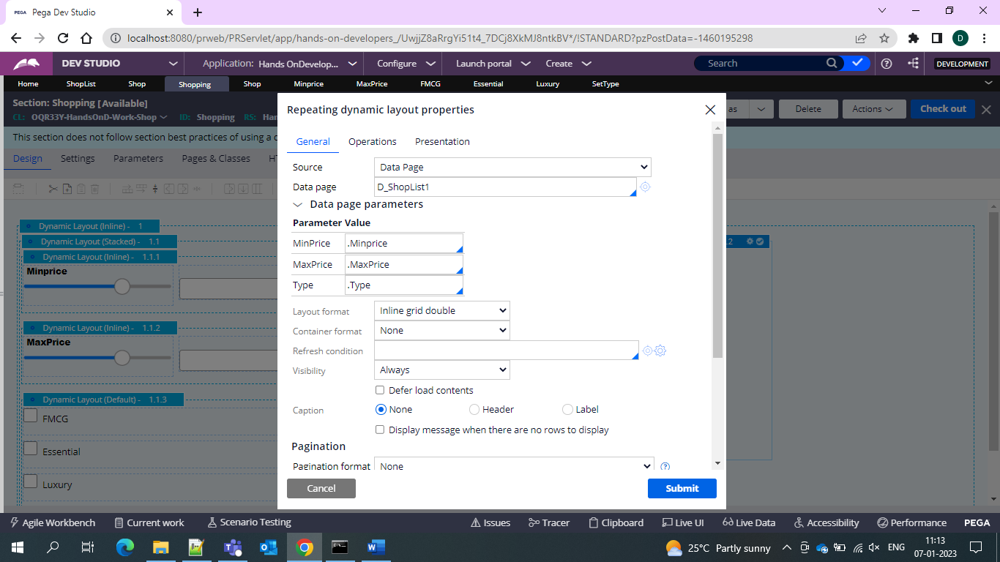 PEGA Pega Dev Studio
localhost:8080/prweb/PRServlet/app/hands-on-developers_/UwjjZ8aRrgYi51t4_7DCj8XkMJ8ntkBV*/!STANDARD?pzPostData=-1460195298
D
DEV STUDIO Application: Hands OnDevelop... Configure Launch portal Create Search DEVELOPMENT
Home ShopList Shop Shopping Shop Minprice MaxPrice FMCG Essential Luxury SetType
Section: Shopping [Available]
CL: OQR33Y-HandsOnD-Work-Shop ID: Shopping RS: Han
as Delete Actions Check out
This section does not follow section best practices of using a
Design Settings Parameters Pages & Classes
Dynamic Layout (Inline) - 1
Dynamic Layout (Stacked) - 1.1
Dynamic Layout (Inline) - 1.1.1
Minprice
Dynamic Layout (Inline) - 1.1.2
MaxPrice
Dynamic Layout (Default) - 1.1.3
FMCG
Essential
Luxury
Repeating dynamic layout properties
General Operations Presentation
Source Data Page
Data page D_ShopList1
Data page parameters
Parameter Value
MinPrice .Minprice
MaxPrice .MaxPrice
Type .Type
Layout format Inline grid double
Container format None
Refresh condition
Visibility Always
Defer load contents
Caption None Header Label
Display message when there are no rows to display
Pagination
Pagination format None
Cancel Submit
Agile Workbench Current work Scenario Testing Issues Tracer Clipboard Live UI Live Data Accessibility Performance PEGA
25°C Partly sunny ENG 11:13
07-01-2023